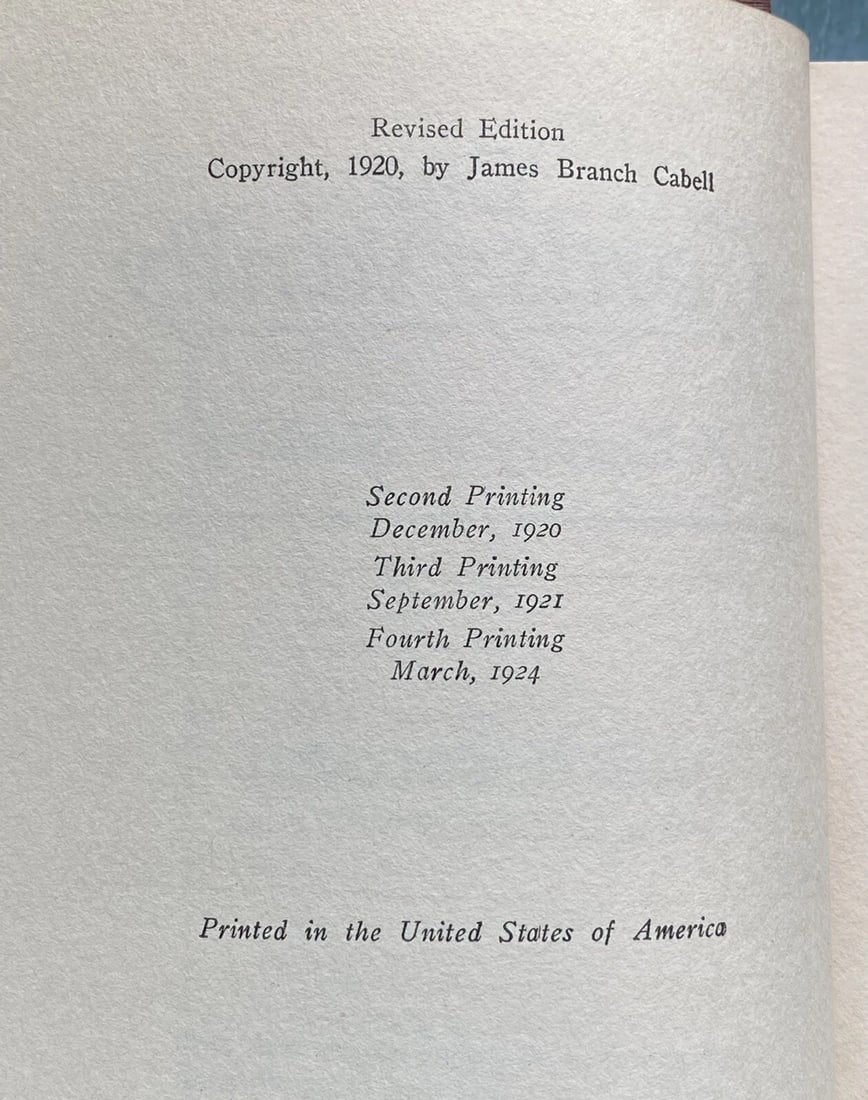 Revised Edition
Copyright, 1920, by James Branch Cabell
Second Printing
December, 1920
Third Printing
September, 1921
Fourth Printing
March, 1924
Printed in the United States of America